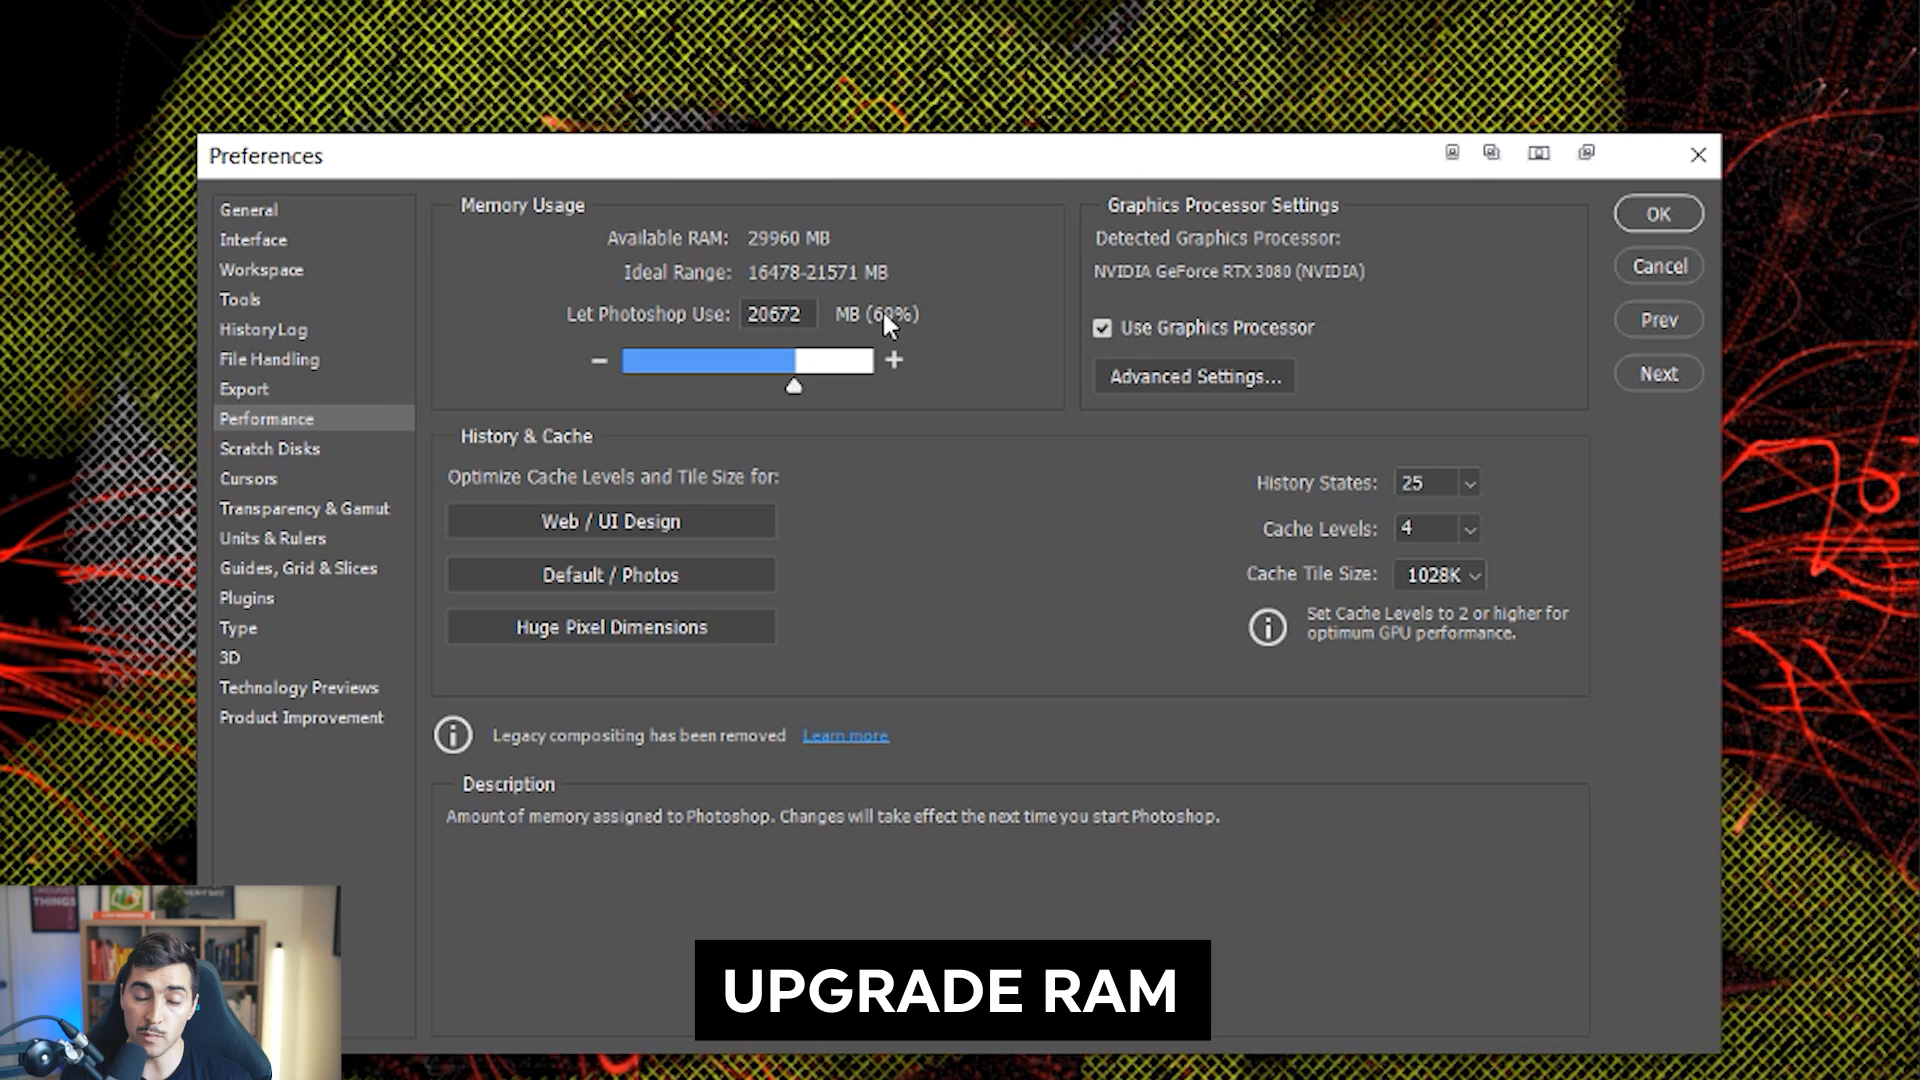 Preferences
General
Interface
Workspace
Tools
History Log
File Handling
Export
Performance
Scratch Disks
Cursors
Transparency & Gamut
Units & Rulers
Guides, Grid & Slices
Plugins
Type
3D
Technology Previews
Product Improvement
Memory Usage
Available RAM: 29960 MB
Ideal Range: 16478-21571 MB
Let Photoshop Use: 20672 MB (69%)
Graphics Processor Settings
Detected Graphics Processor:
NVIDIA GeForce RTX 3080 (NVIDIA)
Use Graphics Processor
Advanced Settings...
OK
Cancel
Prev
Next
History & Cache
Optimize Cache Levels and Tile Size for:
Web / UI Design
Default / Photos
Huge Pixel Dimensions
History States: 25
Cache Levels: 4
Cache Tile Size: 1028K
Set Cache Levels to 2 or higher for
optimum GPU performance.
Legacy compositing has been removed Learn more
Description
Amount of memory assigned to Photoshop. Changes will take effect the next time you start Photoshop.
THINGS
UPGRADE RAM